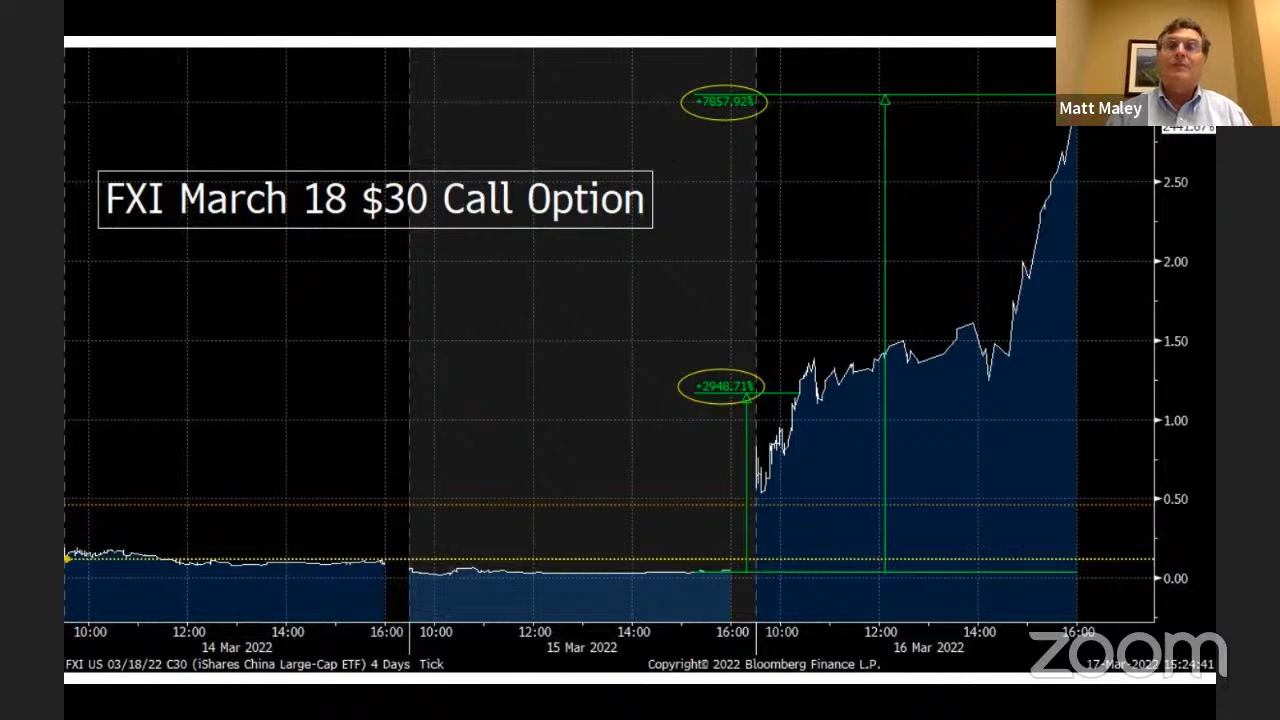 Matt Maley
+7857.92%
FXI March 18 $30 Call Option
2.50
2.00
1.50
+2948.71%
1.00
0.50
0.00
10:00 12:00 14:00 16:00 10:00 12:00 14:00 16:00 10:00 12:00 14:00 16:00
14 Mar 2022 15 Mar 2022 16 Mar 2022
zoom
FXI US 03/18/22 C30 (iShares China Large-Cap ETF) 4 Days Tick Copyright© 2022 Bloomberg Finance L.P. 17-Mar-2022 15:24:41